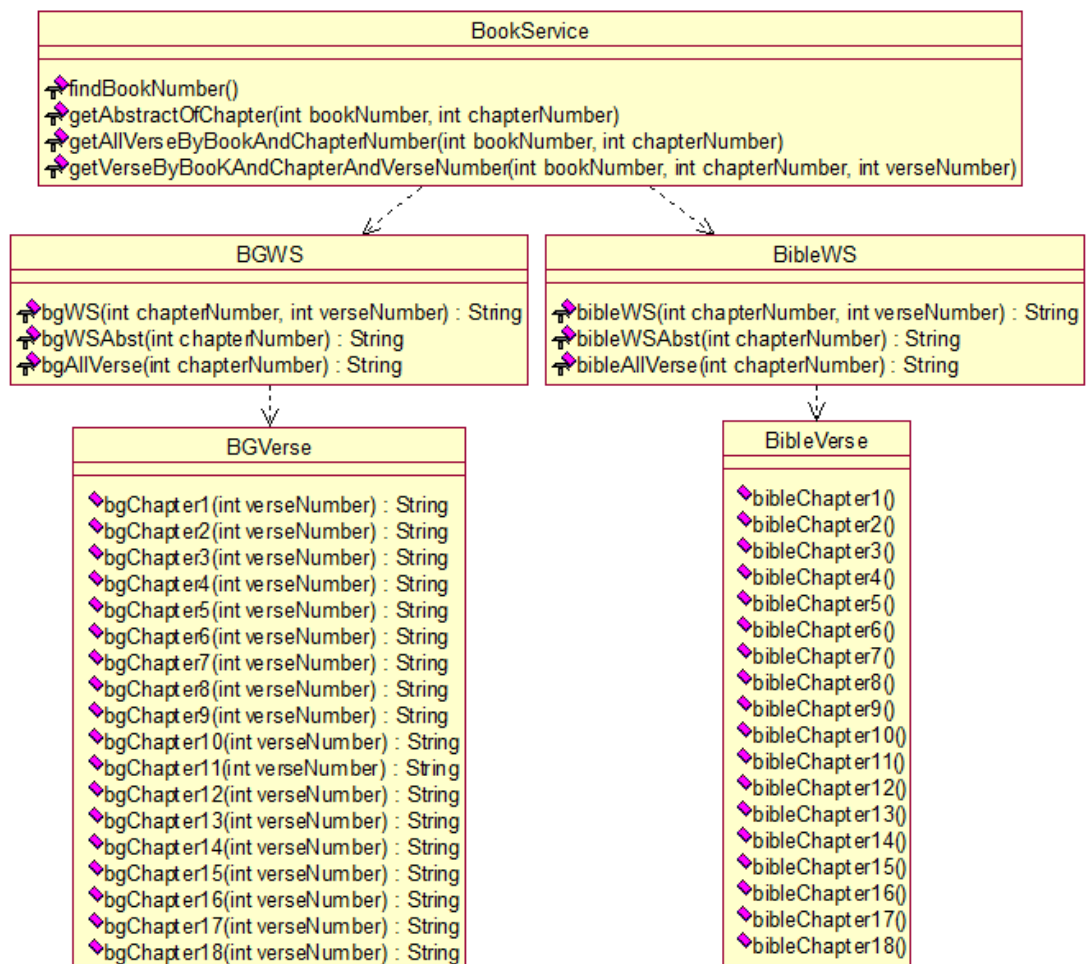 BookService
findBookNumber()
getAbstractOfChapter(int bookNumber, int chapterNumber)
getAllVerseByBookAndChapterNumber(int bookNumber, int chapterNumber)
getVerseByBooKAndChapterAndVerseNumber(int bookNumber, int chapterNumber, int verseNumber)
BGWS
bgWS(int chapterNumber, int verseNumber) : String
bgWSAbst(int chapterNumber) : String
bgAllVerse(int chapterNumber) : String
BibleWS
bibleWS(int chapterNumber, int verseNumber) : String
bibleWSAbst(int chapterNumber) : String
bibleAllVerse(int chapterNumber) : String
BGVerse
bgChapter1(int verseNumber) : String
bgChapter2(int verseNumber) : String
bgChapter3(int verseNumber) : String
bgChapter4(int verseNumber) : String
bgChapter5(int verseNumber) : String
bgChapter6(int verseNumber) : String
bgChapter7(int verseNumber) : String
bgChapter8(int verseNumber) : String
bgChapter9(int verseNumber) : String
bgChapter10(int verseNumber) : String
bgChapter11(int verseNumber) : String
bgChapter12(int verseNumber) : String
bgChapter13(int verseNumber) : String
bgChapter14(int verseNumber) : String
bgChapter15(int verseNumber) : String
bgChapter16(int verseNumber) : String
bgChapter17(int verseNumber) : String
bgChapter18(int verseNumber) : String
BibleVerse
bibleChapter1()
bibleChapter2()
bibleChapter3()
bibleChapter4()
bibleChapter5()
bibleChapter6()
bibleChapter7()
bibleChapter8()
bibleChapter9()
bibleChapter10()
bibleChapter11()
bibleChapter12()
bibleChapter13()
bibleChapter14()
bibleChapter15()
bibleChapter16()
bibleChapter17()
bibleChapter18()